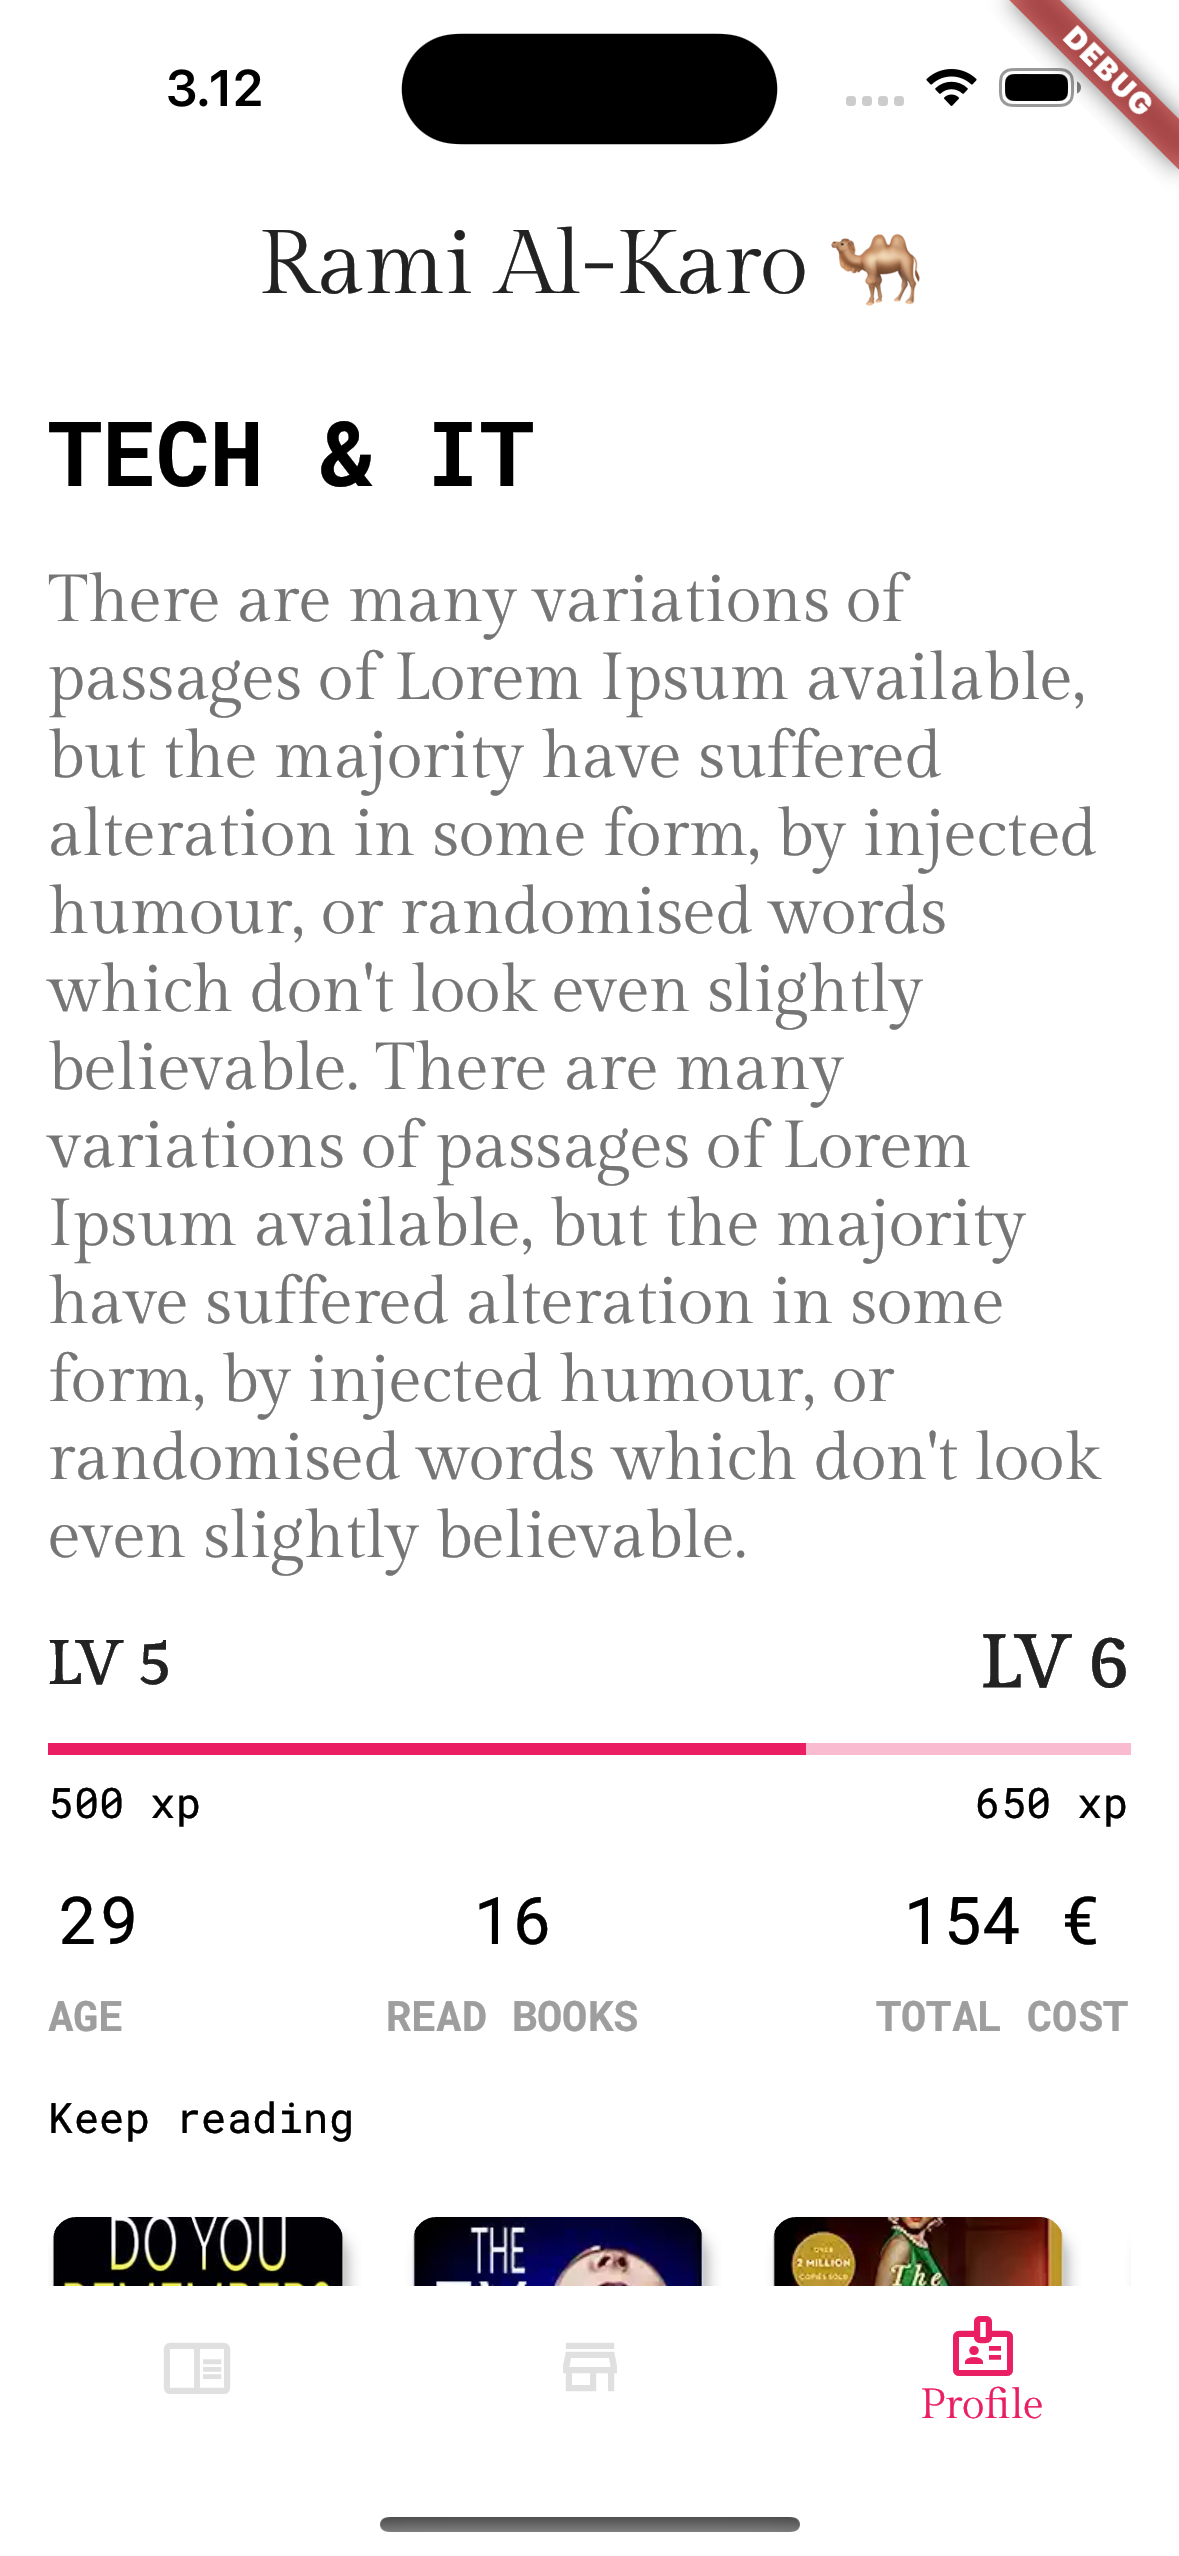 3.12
DEBUG
Rami Al-Karo 🐪
TECH & IT
There are many variations of
passages of Lorem Ipsum available,
but the majority have suffered
alteration in some form, by injected
humour, or randomised words
which don't look even slightly
believable. There are many
variations of passages of Lorem
Ipsum available, but the majority
have suffered alteration in some
form, by injected humour, or
randomised words which don't look
even slightly believable.
LV 5 LV 6
500 xp 650 xp
29 16 154 €
AGE READ BOOKS TOTAL COST
Keep reading
DO YOU THE OVER
2 MILLION
COPIES SOLD
The
Profile